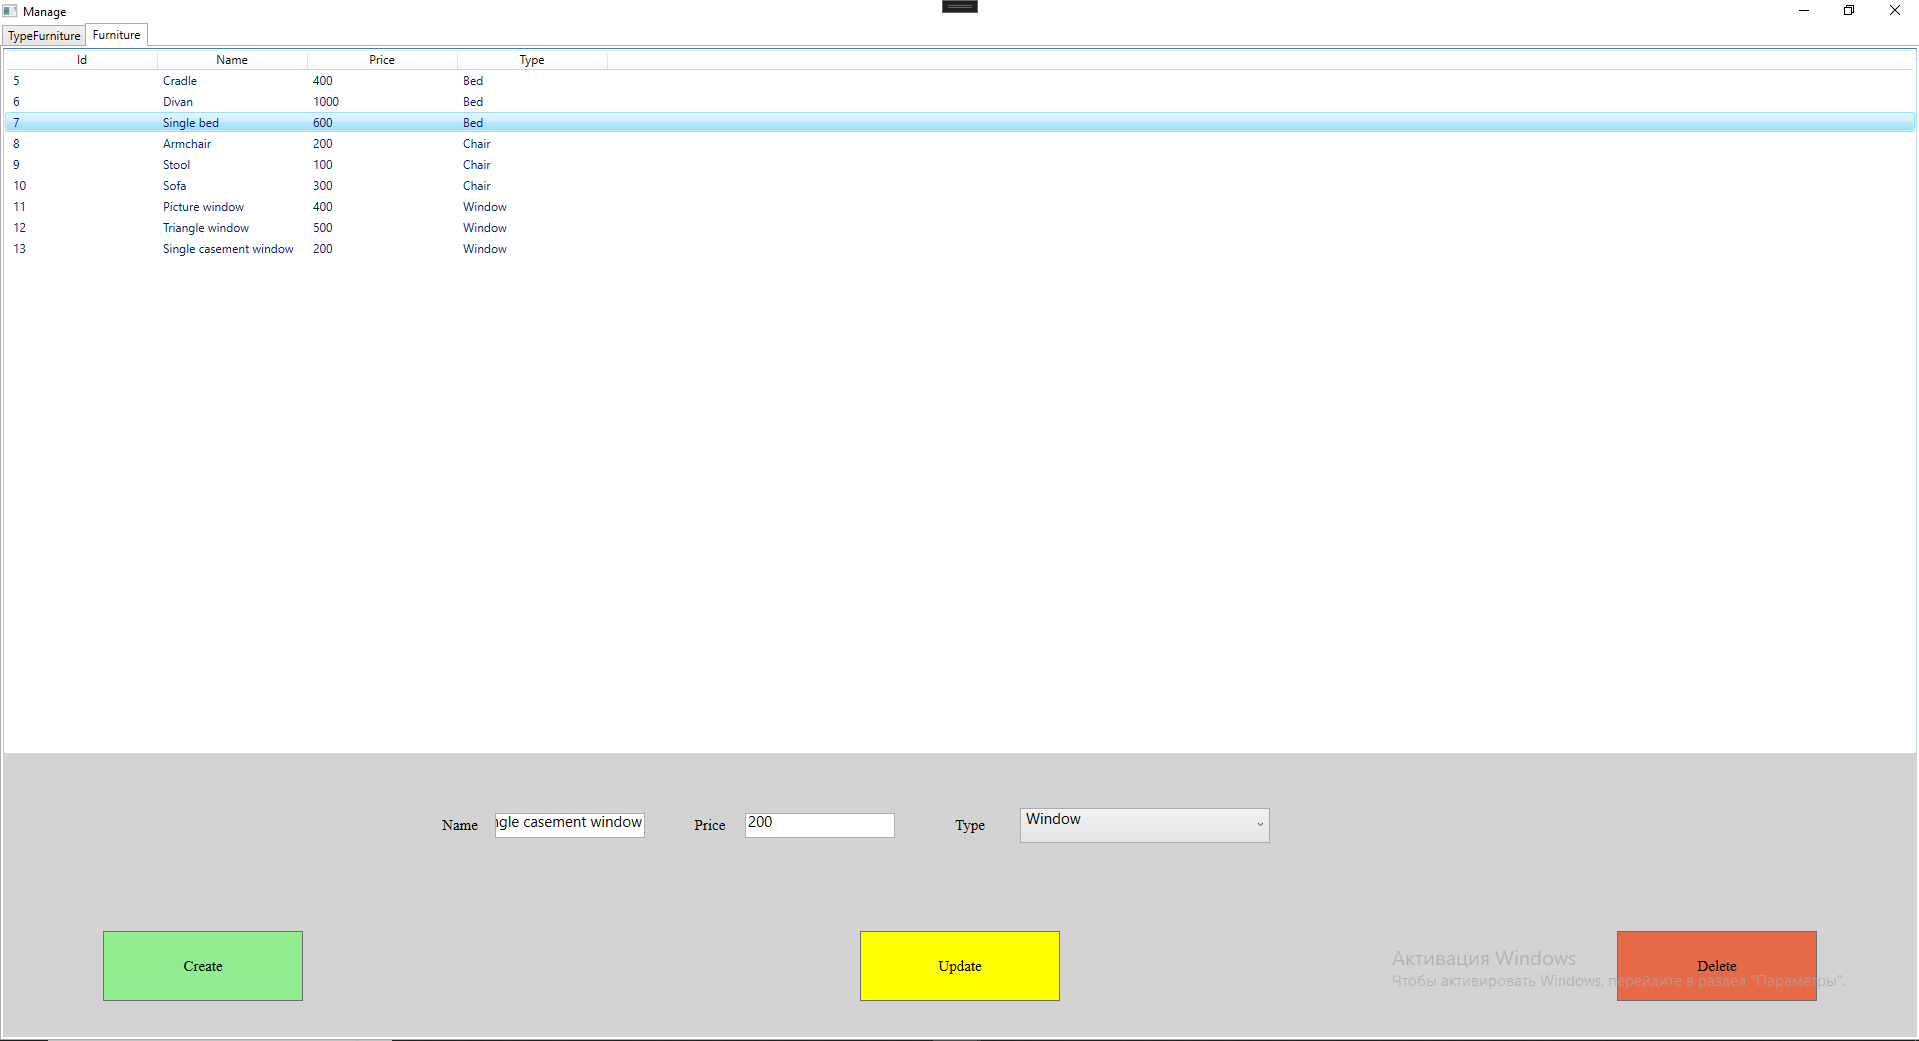 Manage
TypeFurniture Furniture
Id Name Price Type
5 Cradle 400 Bed
6 Divan 1000 Bed
7 Single bed 600 Bed
8 Armchair 200 Chair
9 Stool 100 Chair
10 Sofa 300 Chair
11 Picture window 400 Window
12 Triangle window 500 Window
13 Single casement window 200 Window
Name ngle casement window Price 200 Type Window
Create Update Delete
Активация Windows
Чтобы активировать Windows, перейдите в раздел "Параметры".